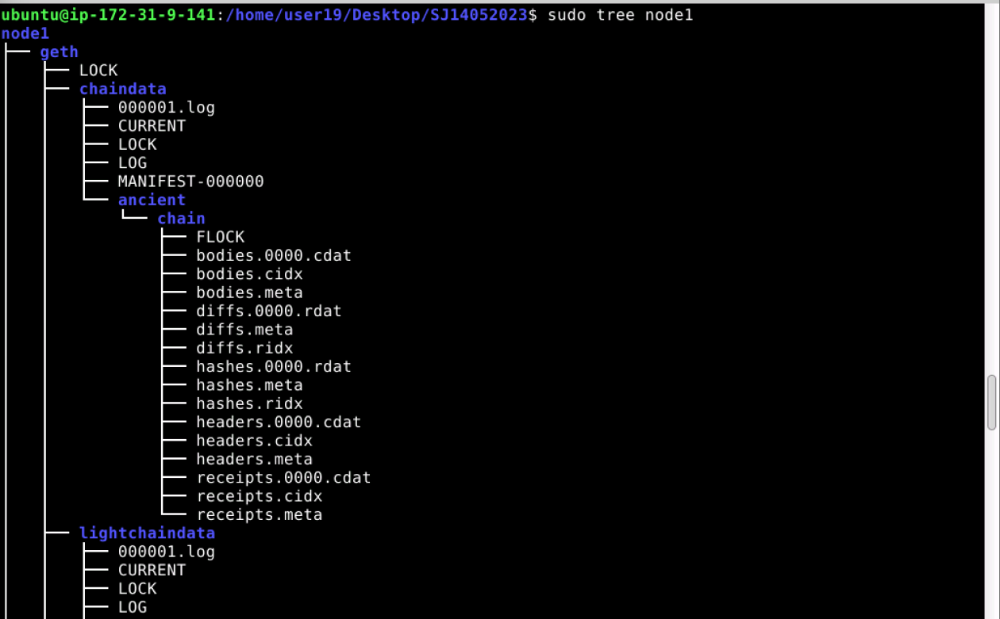 ubuntu@ip-172-31-9-141:/home/user19/Desktop/SJ14052023$ sudo tree node1
node1
├── geth
│   ├── LOCK
│   ├── chaindata
│   │   ├── 000001.log
│   │   ├── CURRENT
│   │   ├── LOCK
│   │   ├── LOG
│   │   ├── MANIFEST-000000
│   │   └── ancient
│   │       └── chain
│   │           ├── FLOCK
│   │           ├── bodies.0000.cdat
│   │           ├── bodies.cidx
│   │           ├── bodies.meta
│   │           ├── diffs.0000.rdat
│   │           ├── diffs.meta
│   │           ├── diffs.ridx
│   │           ├── hashes.0000.rdat
│   │           ├── hashes.meta
│   │           ├── hashes.ridx
│   │           ├── headers.0000.cdat
│   │           ├── headers.cidx
│   │           ├── headers.meta
│   │           ├── receipts.0000.cdat
│   │           ├── receipts.cidx
│   │           └── receipts.meta
│   ├── lightchaindata
│   │   ├── 000001.log
│   │   ├── CURRENT
│   │   ├── LOCK
│   │   ├── LOG